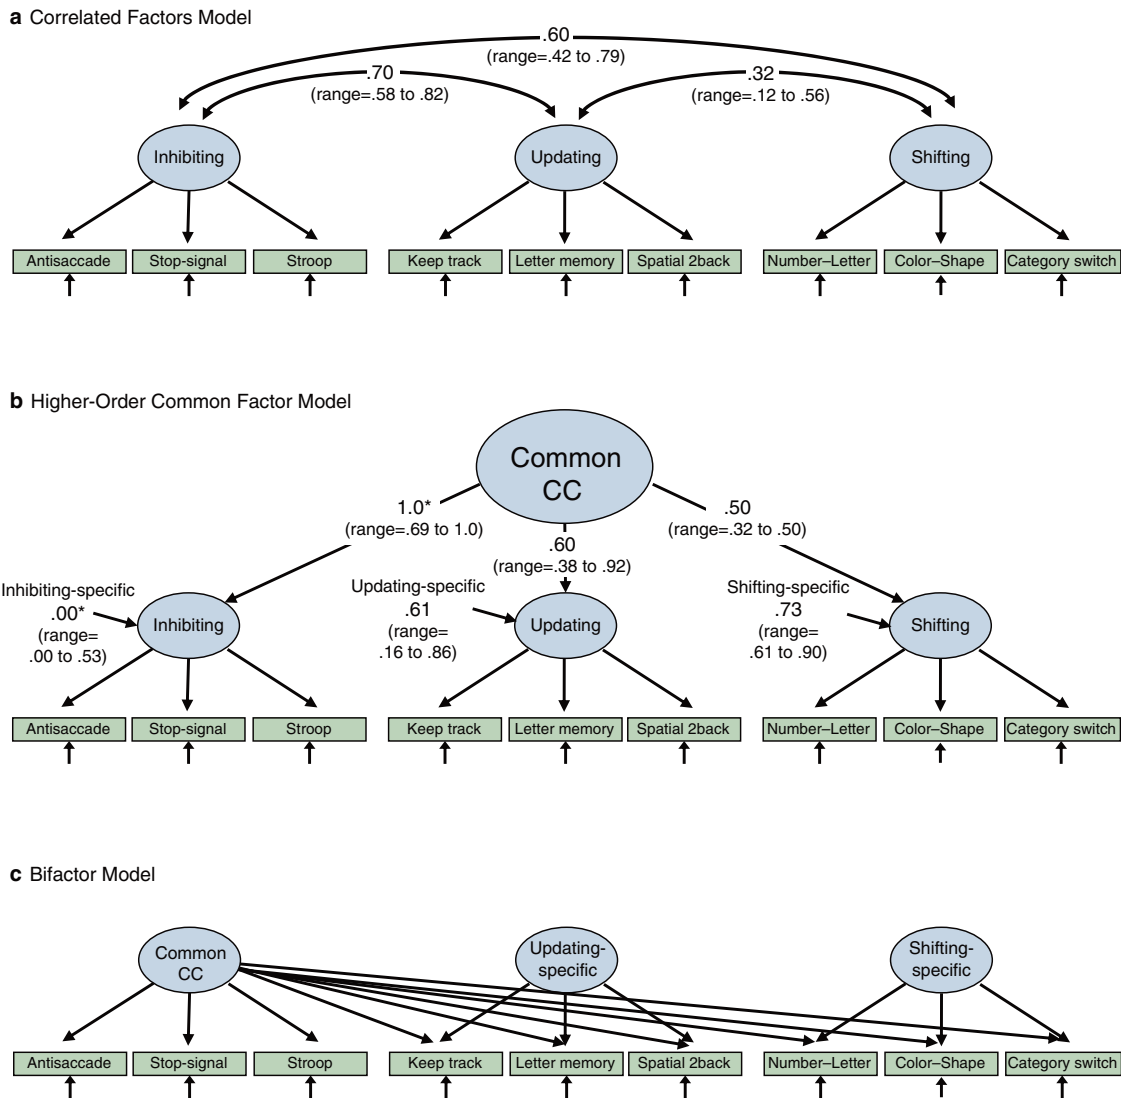 a Correlated Factors Model
.60
(range=.42 to .79)
.70
(range=.58 to .82)
.32
(range=.12 to .56)
Inhibiting
Updating
Shifting
Antisaccade
Stop-signal
Stroop
Keep track
Letter memory
Spatial 2back
Number–Letter
Color–Shape
Category switch
b Higher-Order Common Factor Model
Common
CC
1.0*
(range=.69 to 1.0)
.60
(range=.38 to .92)
.50
(range=.32 to .50)
Inhibiting-specific
.00*
(range=
.00 to .53)
Inhibiting
Updating-specific
.61
(range=
.16 to .86)
Updating
Shifting-specific
.73
(range=
.61 to .90)
Shifting
Antisaccade
Stop-signal
Stroop
Keep track
Letter memory
Spatial 2back
Number–Letter
Color–Shape
Category switch
c Bifactor Model
Common
CC
Updating-
specific
Shifting-
specific
Antisaccade
Stop-signal
Stroop
Keep track
Letter memory
Spatial 2back
Number–Letter
Color–Shape
Category switch